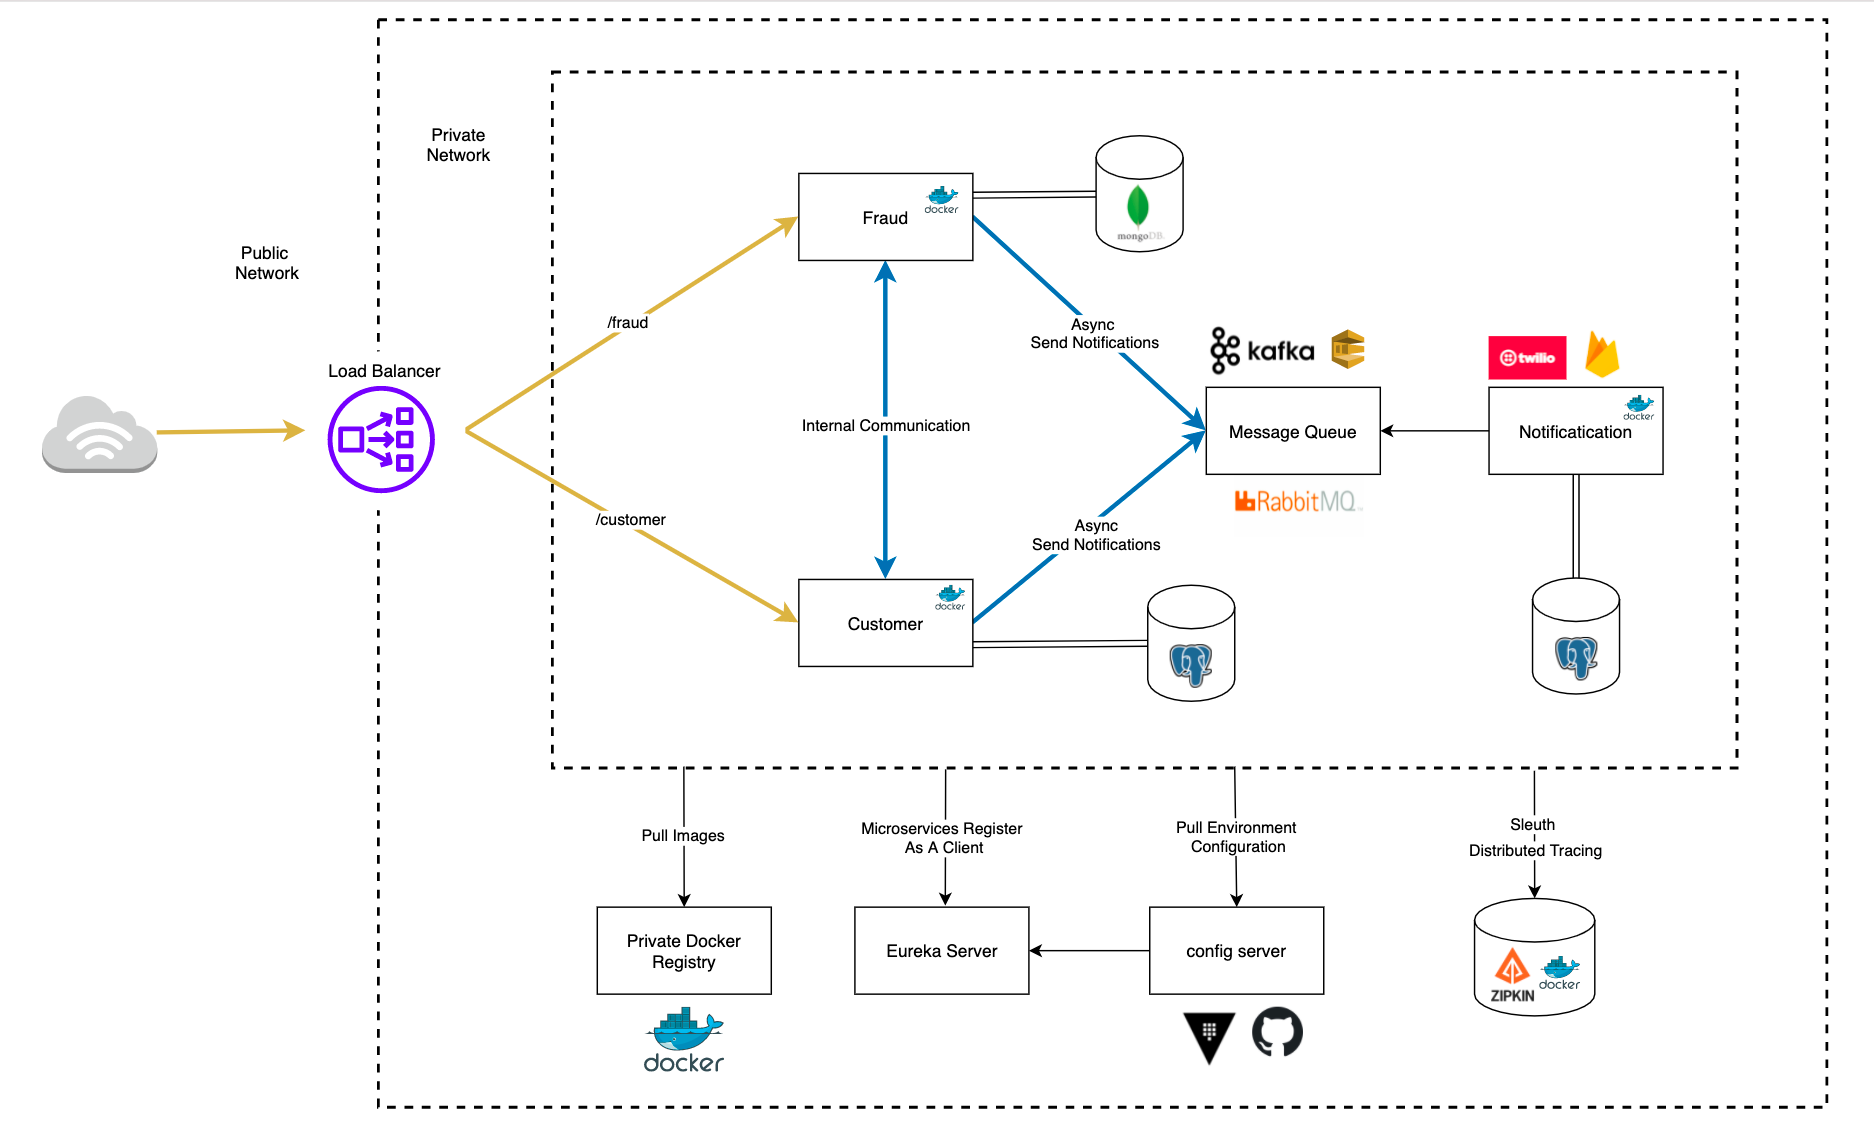 Private
Network
Public
Network
Load Balancer
/fraud
/customer
Fraud
docker
mongoDB.
Async
Send Notifications
Internal Communication
kafka
twilio
Message Queue
docker
Notificatication
RabbitMQ
Async
Send Notifications
docker
Customer
Pull Images
Microservices Register
As A Client
Pull Environment
Configuration
Sleuth
Distributed Tracing
Private Docker
Registry
Eureka Server
config server
ZIPKIN
docker
docker